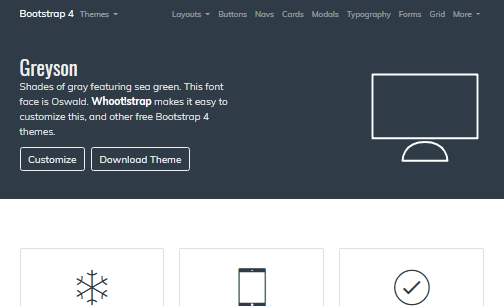 Bootstrap 4 Themes Layouts Buttons Navs Cards Modals Typography Forms Grid More
Greyson
Shades of gray featuring sea green. This font
face is Oswald. Whoot!strap makes it easy to
customize this, and other free Bootstrap 4
themes.
Customize Download Theme